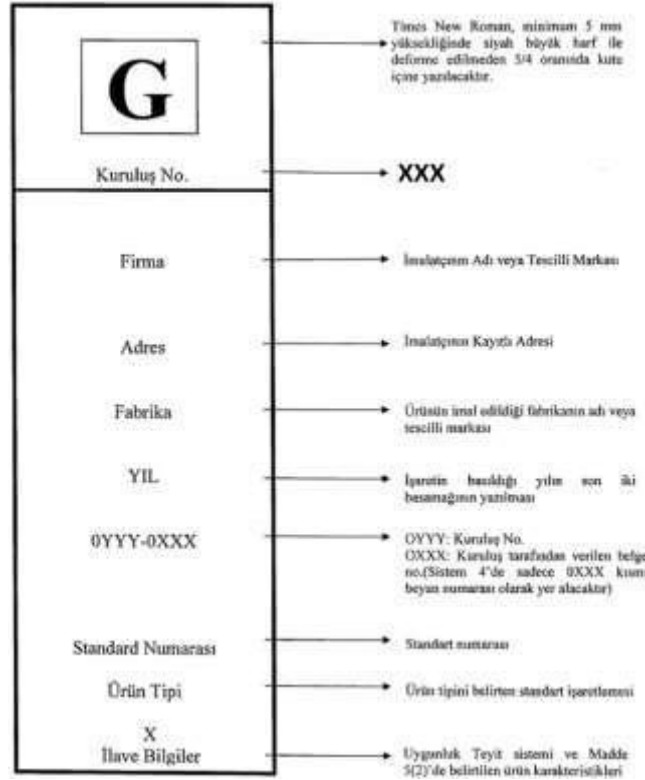 Times New Roman, minimum 5 mm
yüksekliğinde siyah büyük harf ile
deforme edilmeden 5/4 oranında kutu
içine yazılacaktır.
G
Kuruluş No.
XXX
Firma
İmalatçının Adı veya Tescilli Markası
Adres
İmalatçının Kayıtlı Adresi
Fabrika
Ürünün imal edildiği fabrikanın adı veya
tescilli markası
YIL
İşaretin basıldığı yılın son iki
basamağının yazılması
0YYY-0XXX
OYYY: Kuruluş No.
OXXX: Kuruluş tarafından verilen belge
no.(Sistem 4'de sadece 0XXX kısmı
beyan numarası olarak yer alacaktır)
Standard Numarası
Standart numarası
Ürün Tipi
Ürün tipini belirten standart işaretlemesi
X
İlave Bilgiler
Uygunluk Teyit sistemi ve Madde
5(2)'de belirtilen ürün karakteristikleri